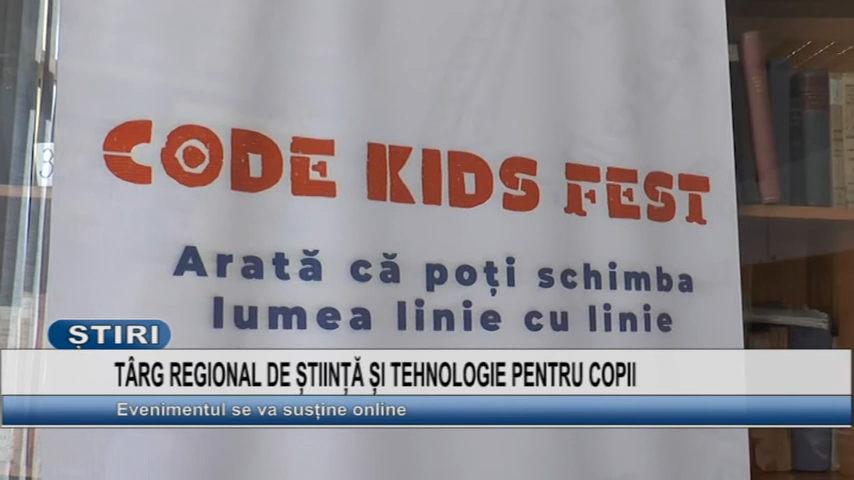 CODE KIDS FEST
Arată că poți schimba
lumea linie cu linie
3
ȘTIRI
TÂRG REGIONAL DE ȘTIINȚĂ ȘI TEHNOLOGIE PENTRU COPII
Evenimentul se va susține online